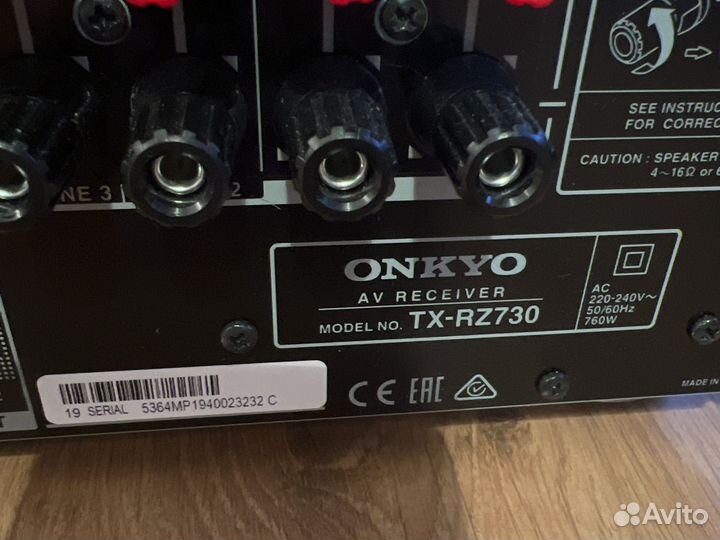 SEE INSTRUC
FOR CORREC
CAUTION : SPEAKER
4~16Ω or 6
NE 3
2
ONKYO
AV RECEIVER
MODEL NO. TX-RZ730
AC
220-240V~
50/60Hz
760W
19 SERIAL 5364MP1940023232 C
CE EAC
MADE IN
T
Avito